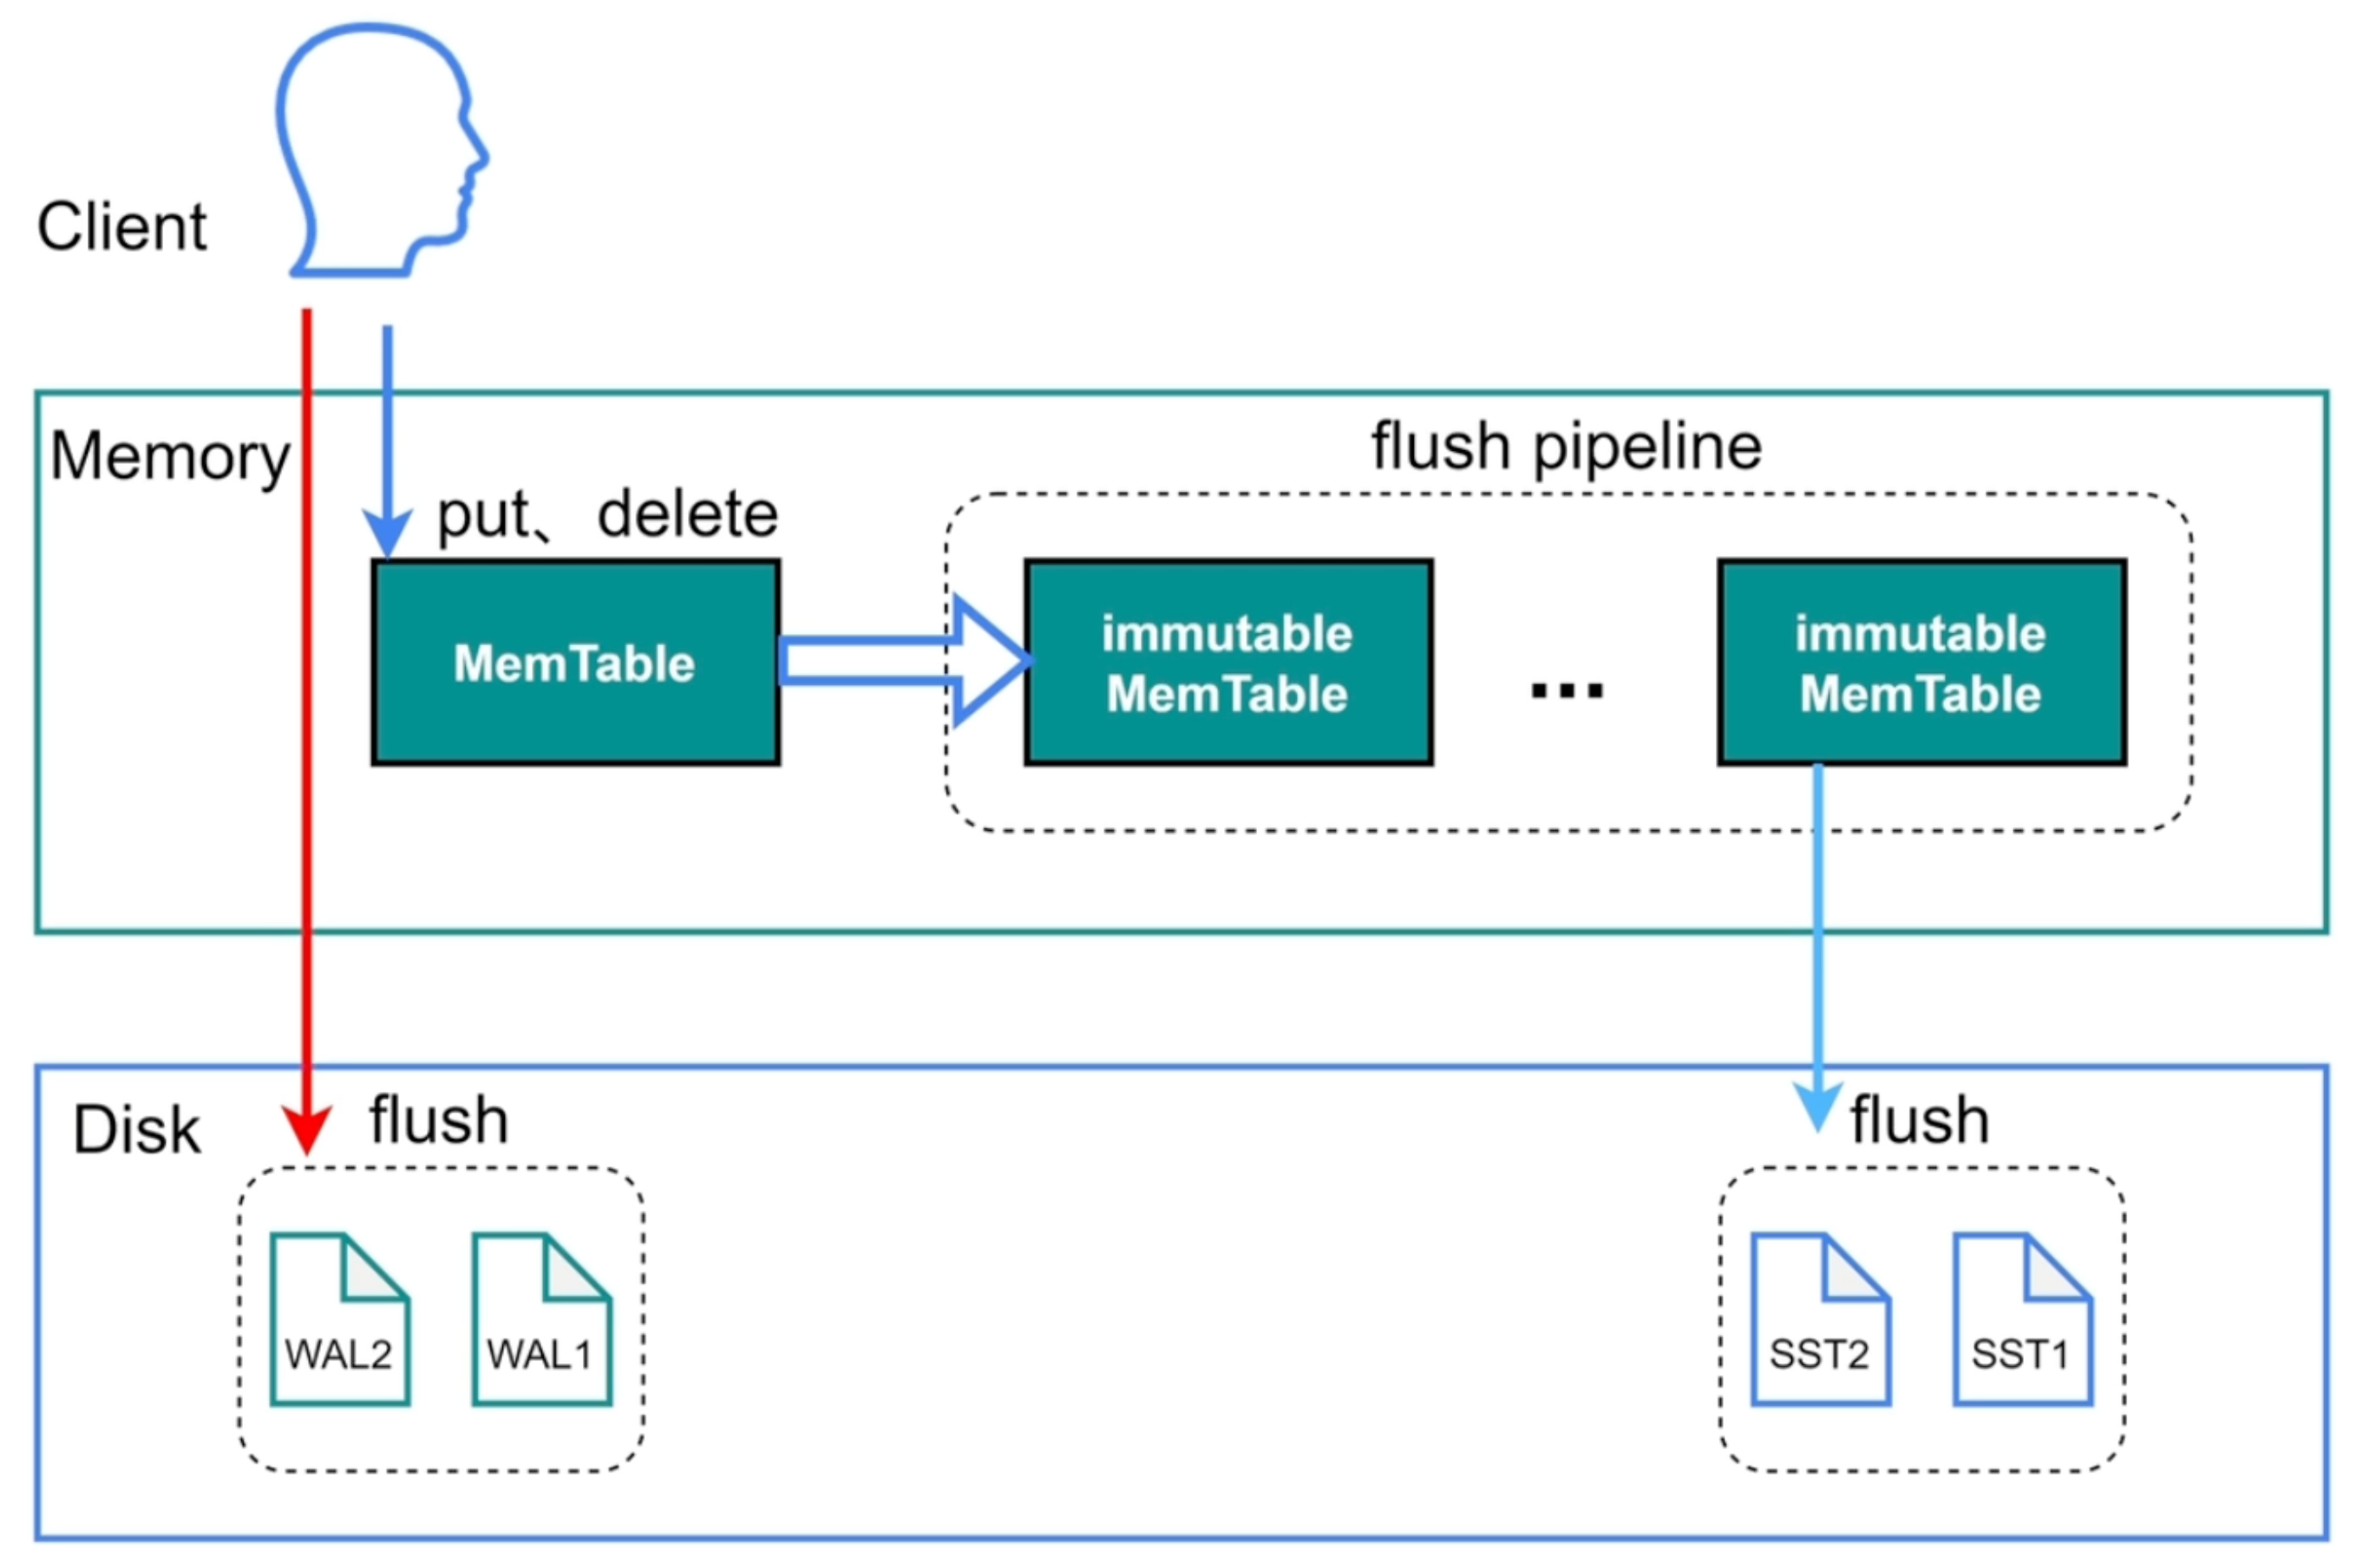 Client
Memory
flush pipeline
put、delete
MemTable
immutable
MemTable
...
immutable
MemTable
Disk
flush
flush
WAL2
WAL1
SST2
SST1